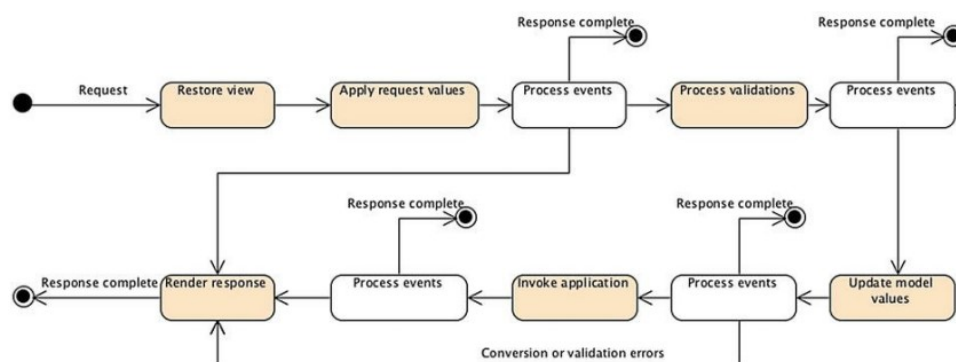 Response complete
Response complete
Request
Restore view
Apply request values
Process events
Process validations
Process events
Response complete
Response complete
Response complete
Render response
Process events
Invoke application
Process events
Update model
values
Conversion or validation errors